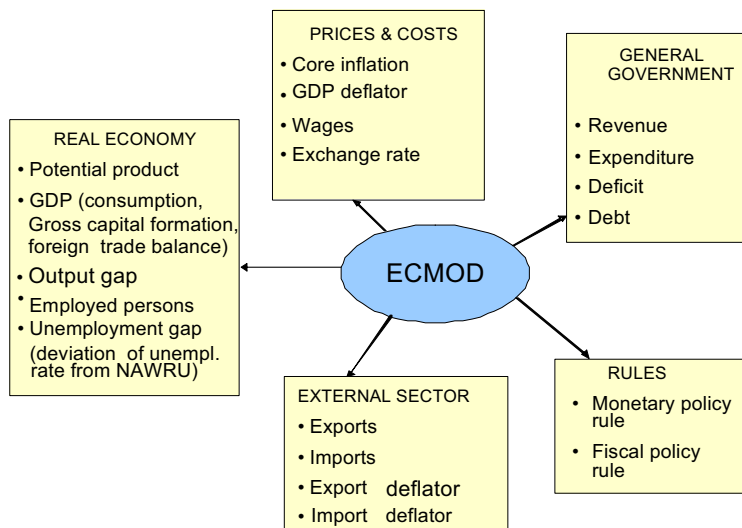 PRICES & COSTS
• Core inflation
• GDP deflator
• Wages
• Exchange rate
GENERAL
GOVERNMENT
• Revenue
• Expenditure
• Deficit
• Debt
REAL ECONOMY
• Potential product
• GDP (consumption,
Gross capital formation,
foreign trade balance)
• Output gap
• Employed persons
• Unemployment gap
(deviation of unempl.
rate from NAWRU)
ECMOD
EXTERNAL SECTOR
• Exports
• Imports
• Export deflator
• Import deflator
RULES
• Monetary policy
rule
• Fiscal policy
rule